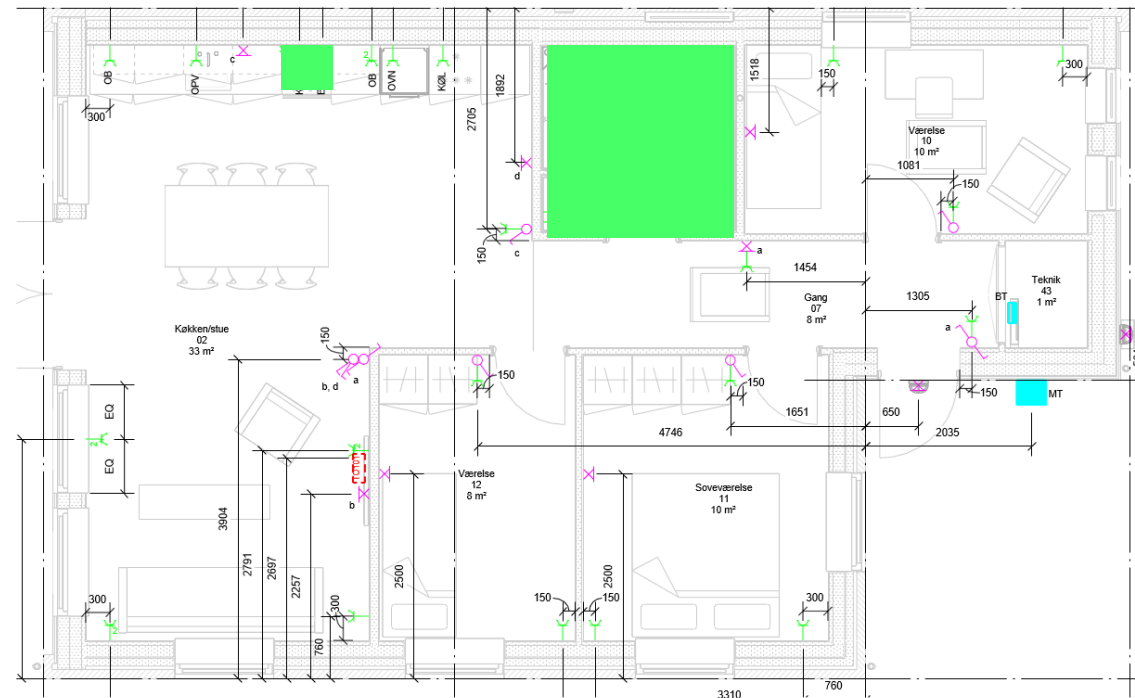 OB
OPV
c
K
2
OB
OVN
KØL
1892
2705
1518
150
300
300
Værelse
10
10 m²
1081
150
d
c
150
a
1454
Gang
07
8 m²
1305
BT
Teknik
43
1 m²
a
Køkken/stue
02
33 m²
150
b, d
a
150
150
150
MT
1651
650
4746
2035
EQ
2
EQ
2
b
3904
2791
2697
2257
Værelse
12
8 m²
Soveværelse
11
10 m²
2500
2500
300
2
300
760
150
150
300
3310
760